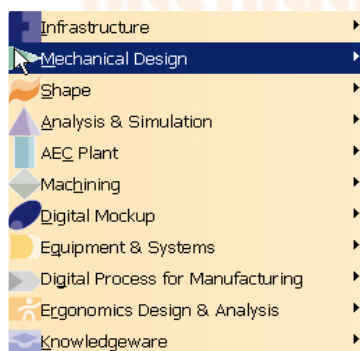 Infrastructure
Mechanical Design
Shape
Analysis & Simulation
AEC Plant
Machining
Digital Mockup
Equipment & Systems
Digital Process for Manufacturing
Ergonomics Design & Analysis
Knowledgeware